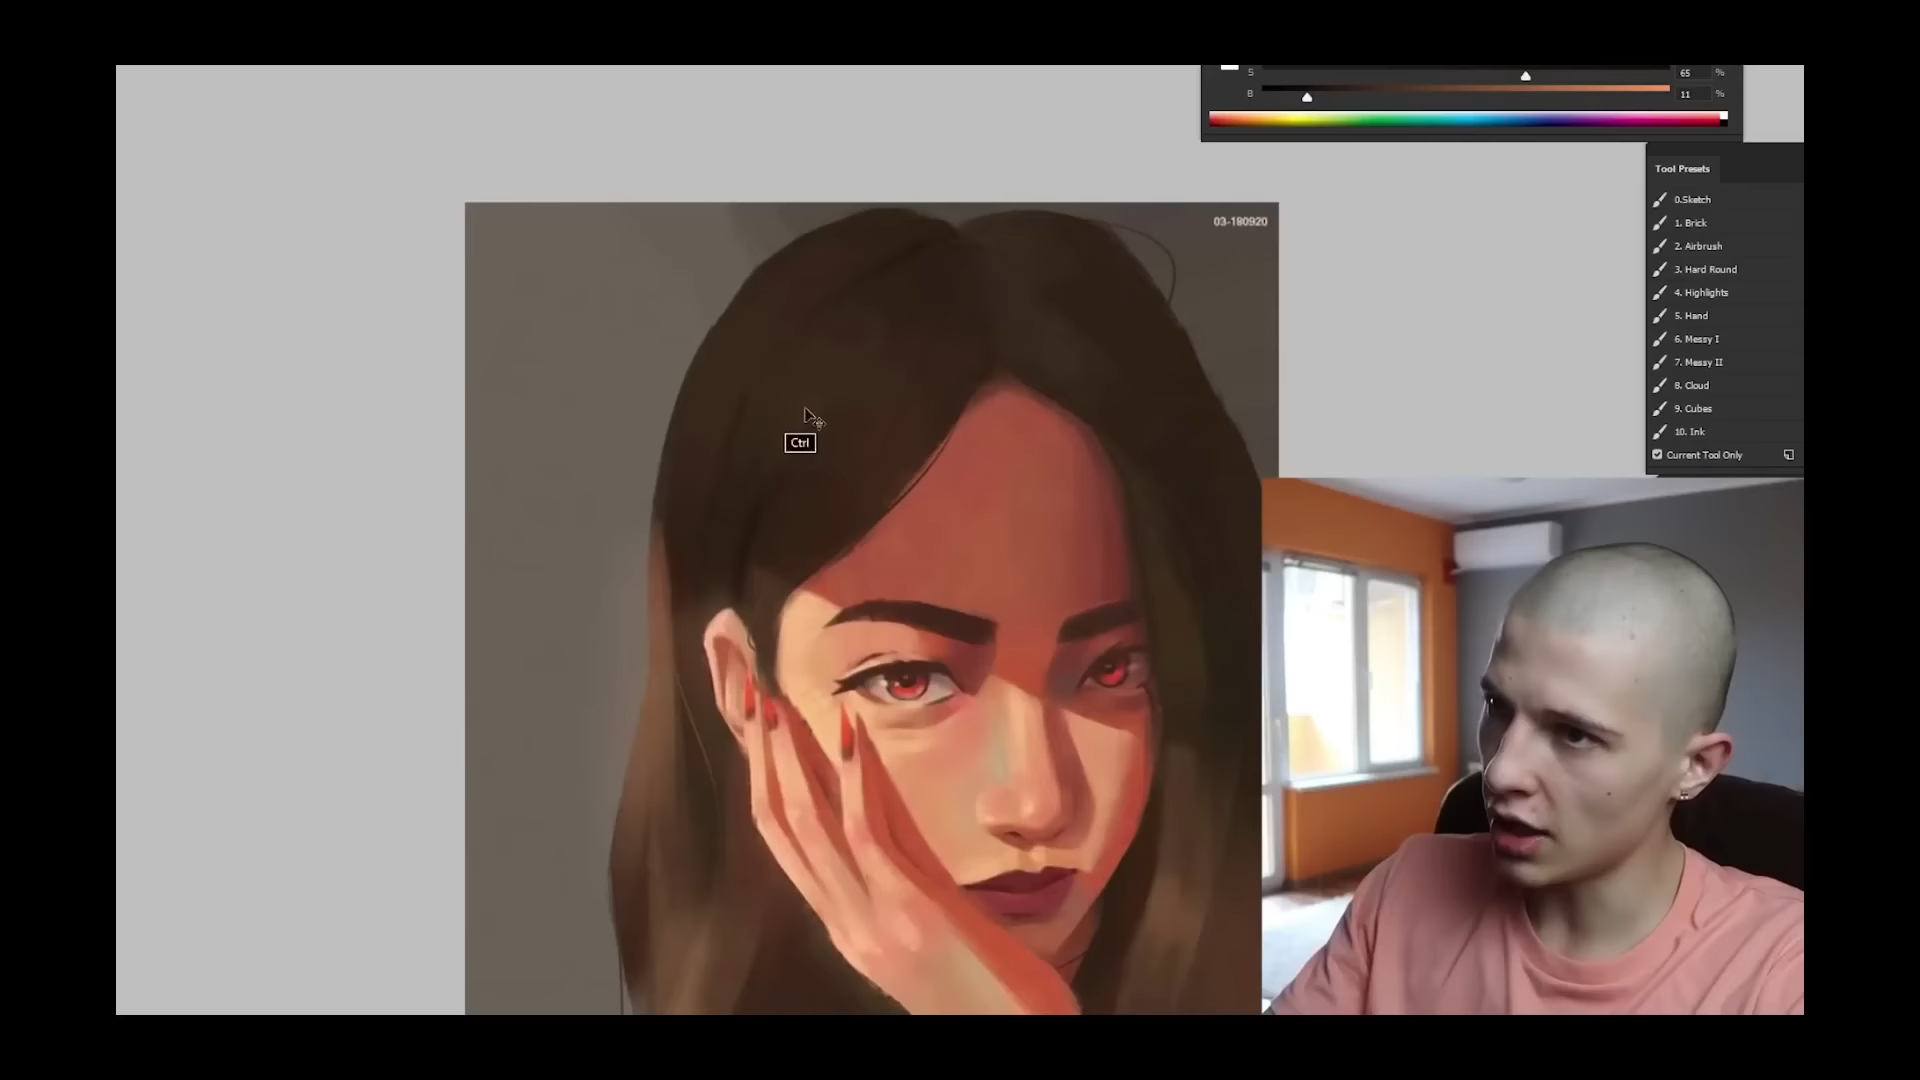 S 65 %
B 11 %
Tool Presets
0.Sketch
1. Brick
2. Airbrush
3. Hard Round
4. Highlights
5. Hand
6. Messy I
7. Messy II
8. Cloud
9. Cubes
10. Ink
Current Tool Only
03-180920
Ctrl